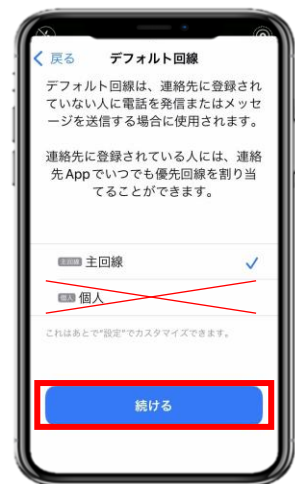 戻る デフォルト回線
デフォルト回線は、連絡先に登録され
ていない人に電話を発信またはメッセ
ージを送信する場合に使用されます。
連絡先に登録されている人には、連絡
先Appでいつでも優先回線を割り当
てることができます。
主回線 主回線
個人 個人
これはあとで"設定"でカスタマイズできます。
続ける